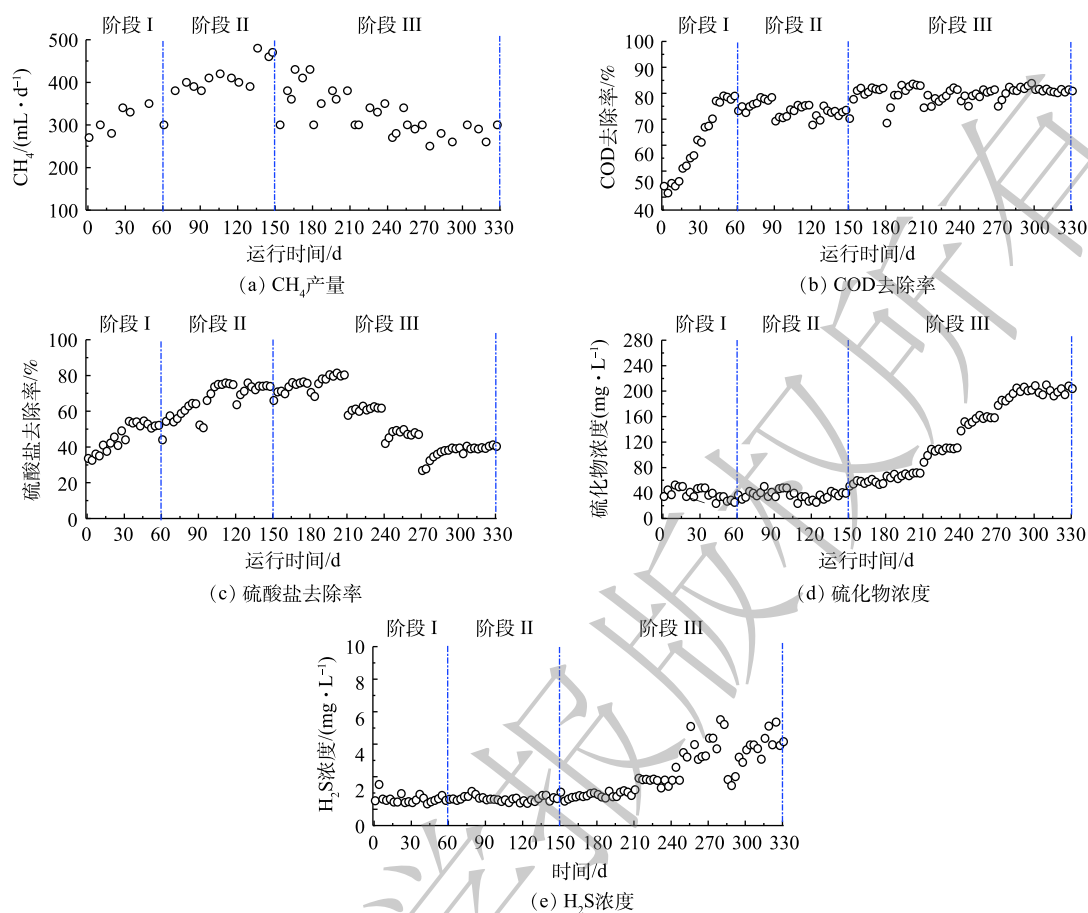 阶段 I 阶段 II 阶段 III
CH₄/(mL·d⁻¹)
500
400
300
200
100
0 30 60 90 120 150 180 210 240 270 300 330
运行时间/d
(a) CH₄产量
阶段 I 阶段 II 阶段 III
COD去除率/%
100
90
80
70
60
50
40
0 30 60 90 120 150 180 210 240 270 300 330
运行时间/d
(b) COD去除率
阶段 I 阶段 II 阶段 III
硫酸盐去除率/%
100
80
60
40
20
0
0 30 60 90 120 150 180 210 240 270 300 330
运行时间/d
(c) 硫酸盐去除率
阶段 I 阶段 II 阶段 III
硫化物浓度(mg·L⁻¹)
280
240
200
160
120
80
40
0
0 30 60 90 120 150 180 210 240 270 300 330
运行时间/d
(d) 硫化物浓度
阶段 I 阶段 II 阶段 III
H₂S浓度/(mg·L⁻¹)
10
8
6
4
2
0
0 30 60 90 120 150 180 210 240 270 300 330
时间/d
(e) H₂S浓度
学报版权所有